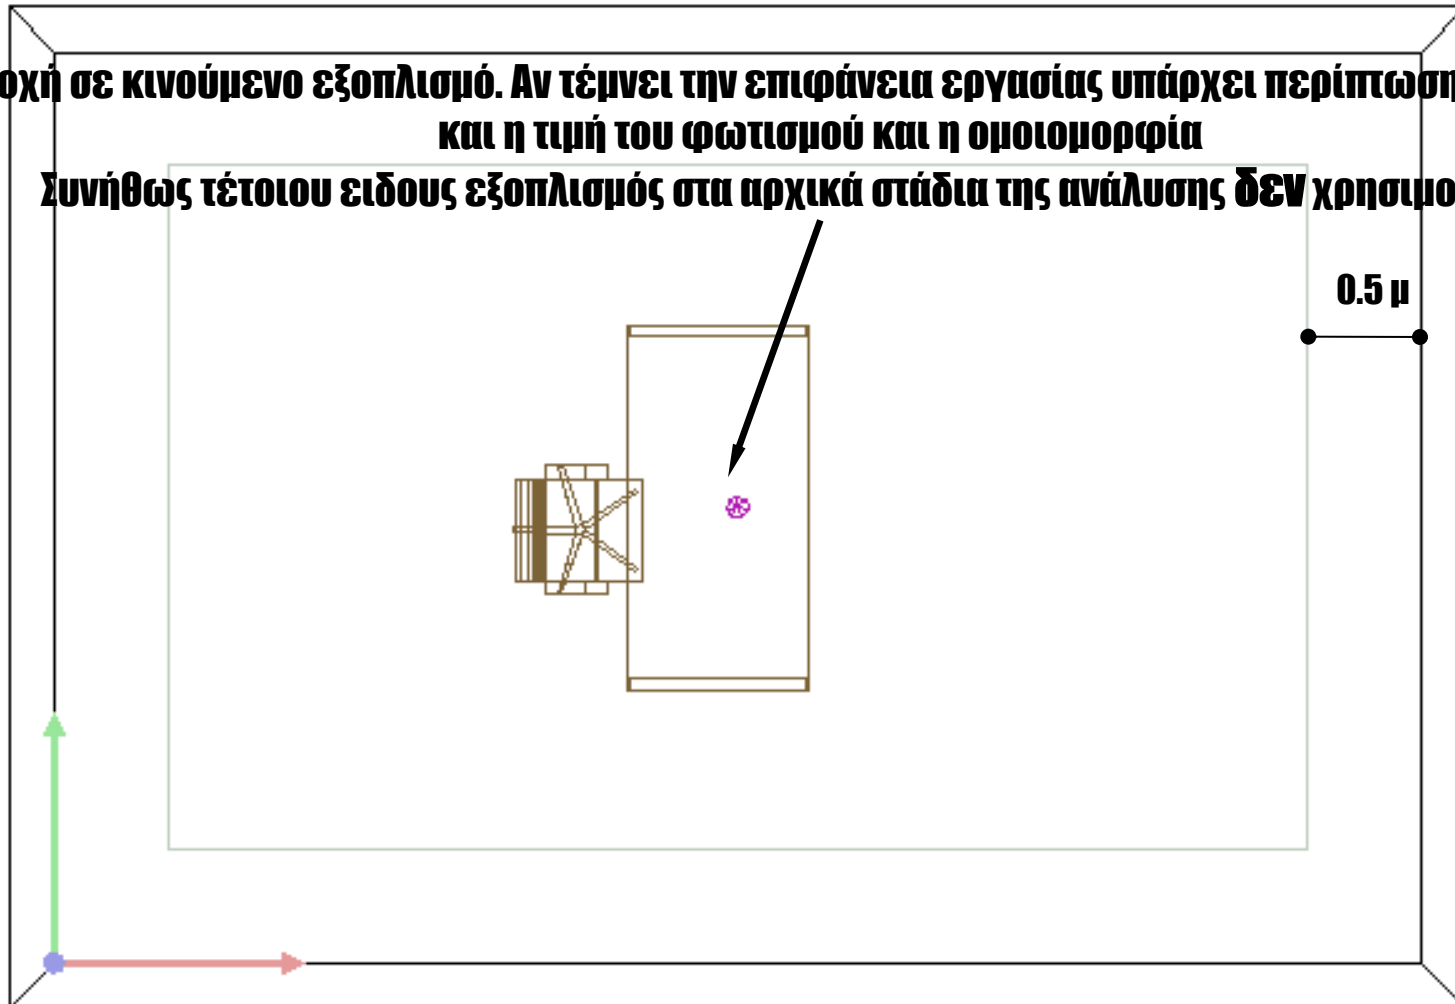 οχή σε κινούμενο εξοπλισμό. Αν τέμνει την επιφάνεια εργασίας υπάρχει περίπτωση
και η τιμή του φωτισμού και η ομοιομορφία
Συνήθως τέτοιου ειδους εξοπλισμός στα αρχικά στάδια της ανάλυσης δεν χρησιμο
0.5 μ